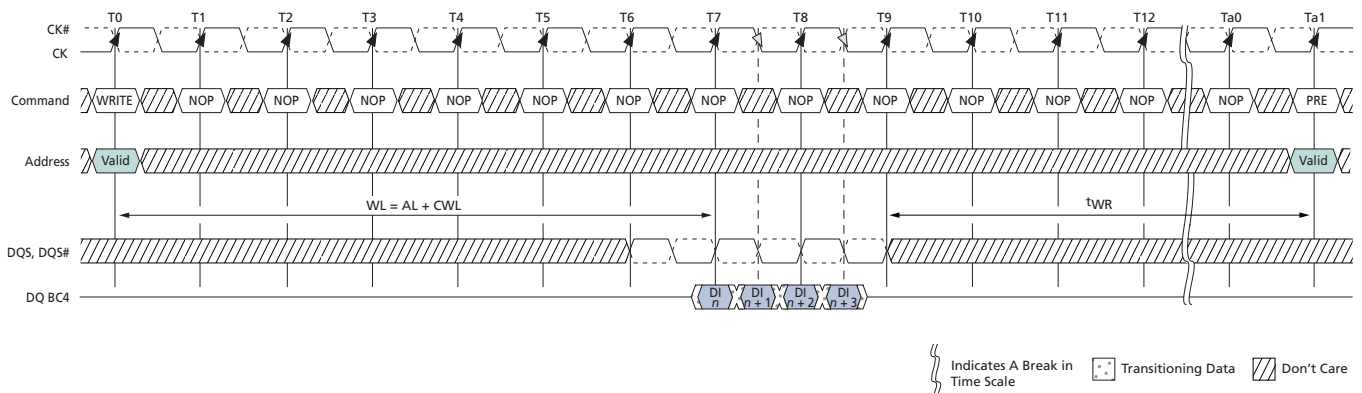 T0 T1 T2 T3 T4 T5 T6 T7 T8 T9 T10 T11 T12 Ta0 Ta1
CK#
CK
Command WRITE NOP NOP NOP NOP NOP NOP NOP NOP NOP NOP NOP NOP NOP PRE
Address Valid Valid
WL = AL + CWL tWR
DQS, DQS#
DQ BC4 DI n DI n + 1 DI n + 2 DI n + 3
Indicates A Break in
Time Scale
Transitioning Data
Don't Care